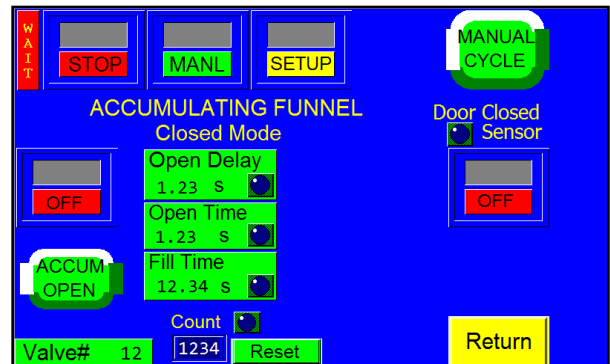 WAIT
STOP
MANL
SETUP
MANUAL
CYCLE
ACCUMULATING FUNNEL
Closed Mode
Door Closed
Sensor
OFF
Open Delay
1.23 s
Open Time
1.23 s
Fill Time
12.34 s
OFF
ACCUM
OPEN
Count
1234
Reset
Valve# 12
Return